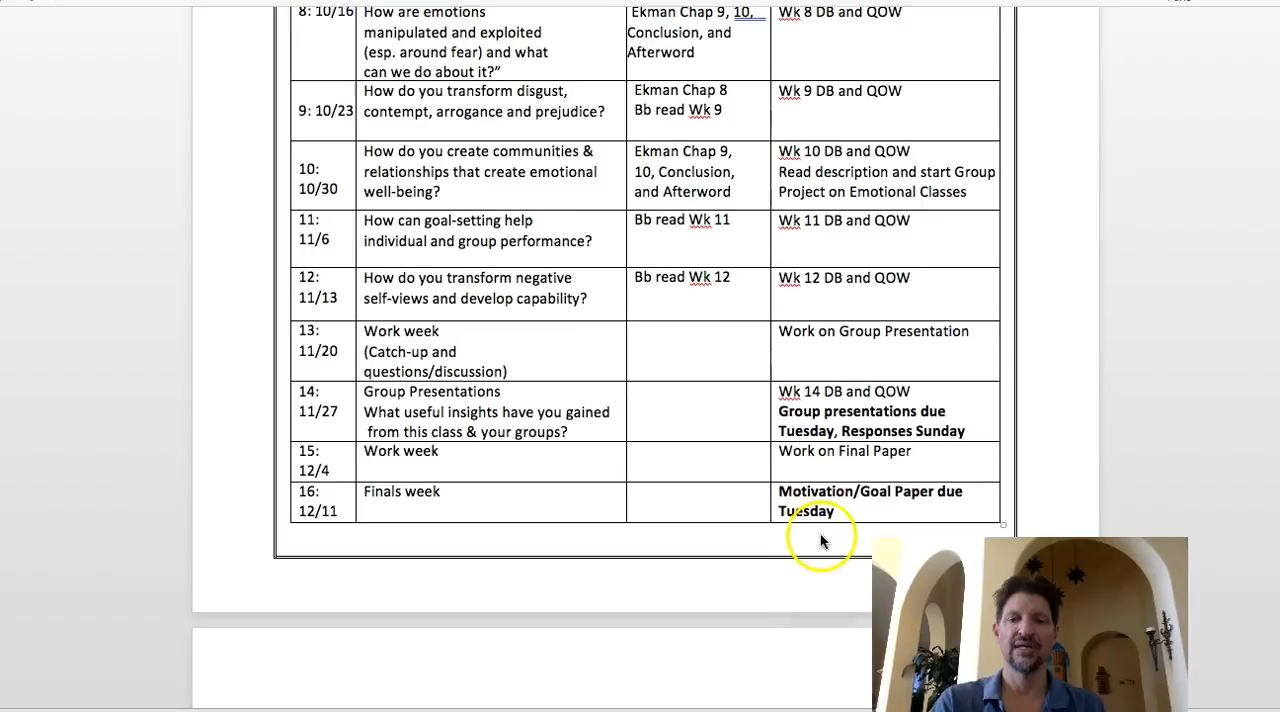 8: 10/16
How are emotions
manipulated and exploited
(esp. around fear) and what
can we do about it?”
Ekman Chap 9, 10,
Conclusion, and
Afterword
Wk 8 DB and QOW
9: 10/23
How do you transform disgust,
contempt, arrogance and prejudice?
Ekman Chap 8
Bb read Wk 9
Wk 9 DB and QOW
10:
10/30
How do you create communities &
relationships that create emotional
well-being?
Ekman Chap 9,
10, Conclusion,
and Afterword
Wk 10 DB and QOW
Read description and start Group
Project on Emotional Classes
11:
11/6
How can goal-setting help
individual and group performance?
Bb read Wk 11
Wk 11 DB and QOW
12:
11/13
How do you transform negative
self-views and develop capability?
Bb read Wk 12
Wk 12 DB and QOW
13:
11/20
Work week
(Catch-up and
questions/discussion)
Work on Group Presentation
14:
11/27
Group Presentations
What useful insights have you gained
from this class & your groups?
Wk 14 DB and QOW
Group presentations due
Tuesday, Responses Sunday
15:
12/4
Work week
Work on Final Paper
16:
12/11
Finals week
Motivation/Goal Paper due
Tuesday